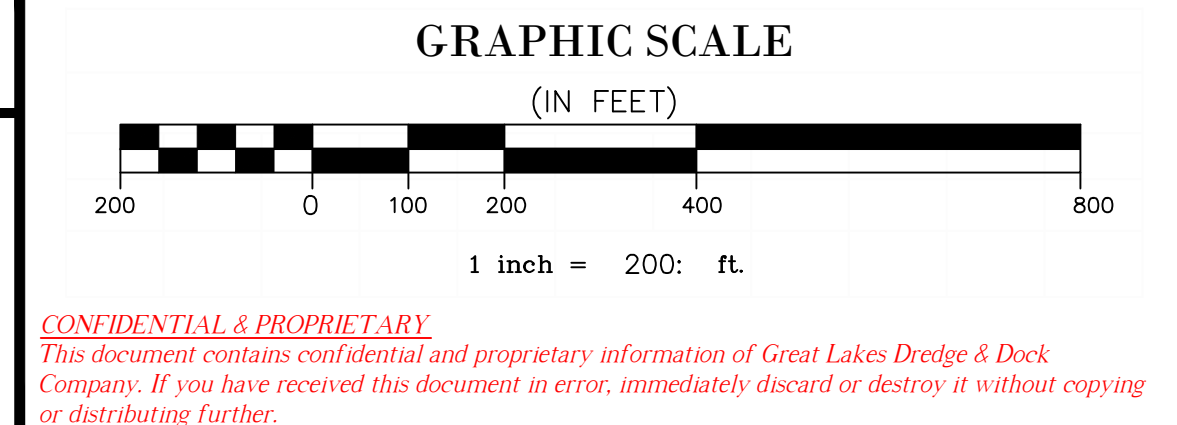 GRAPHIC SCALE
(IN FEET)
200 0 100 200 400 800
1 inch = 200: ft.
CONFIDENTIAL & PROPRIETARY
This document contains confidential and proprietary information of Great Lakes Dredge & Dock
Company. If you have received this document in error, immediately discard or destroy it without copying
or distributing further.